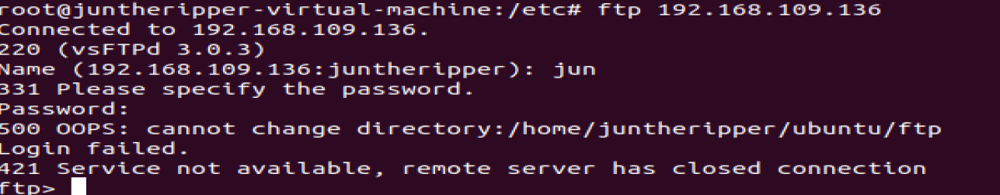 root@juntheripper-virtual-machine:/etc# ftp 192.168.109.136
Connected to 192.168.109.136.
220 (vsFTPd 3.0.3)
Name (192.168.109.136:juntheripper): jun
331 Please specify the password.
Password:
500 OOPS: cannot change directory:/home/juntheripper/ubuntu/ftp
Login failed.
421 Service not available, remote server has closed connection
ftp>